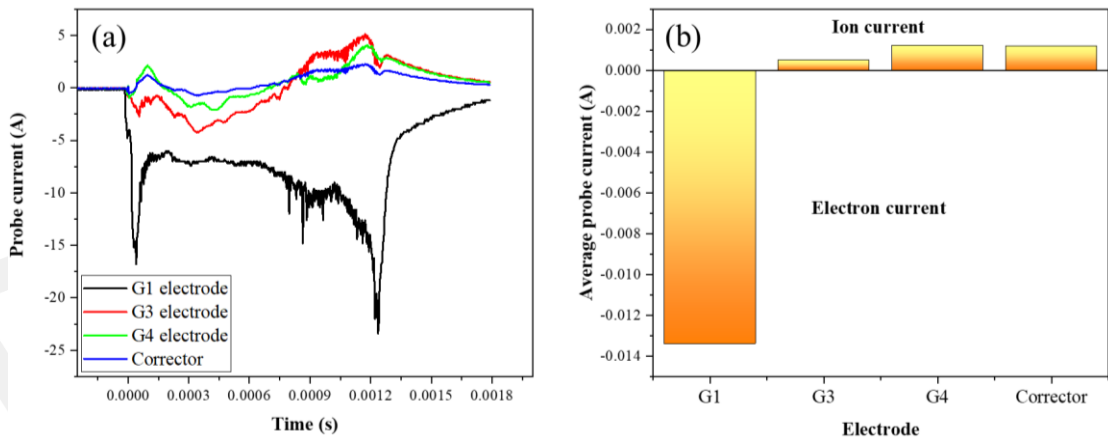 (a)
5
0
-5
-10
-15
-20
-25
Probe current (A)
G1 electrode
G3 electrode
G4 electrode
Corrector
0.0000 0.0003 0.0006 0.0009 0.0012 0.0015 0.0018
Time (s)
(b)
Ion current
Electron current
0.002
0.000
-0.002
-0.004
-0.006
-0.008
-0.010
-0.012
-0.014
Average probe current (A)
G1 G3 G4 Corrector
Electrode